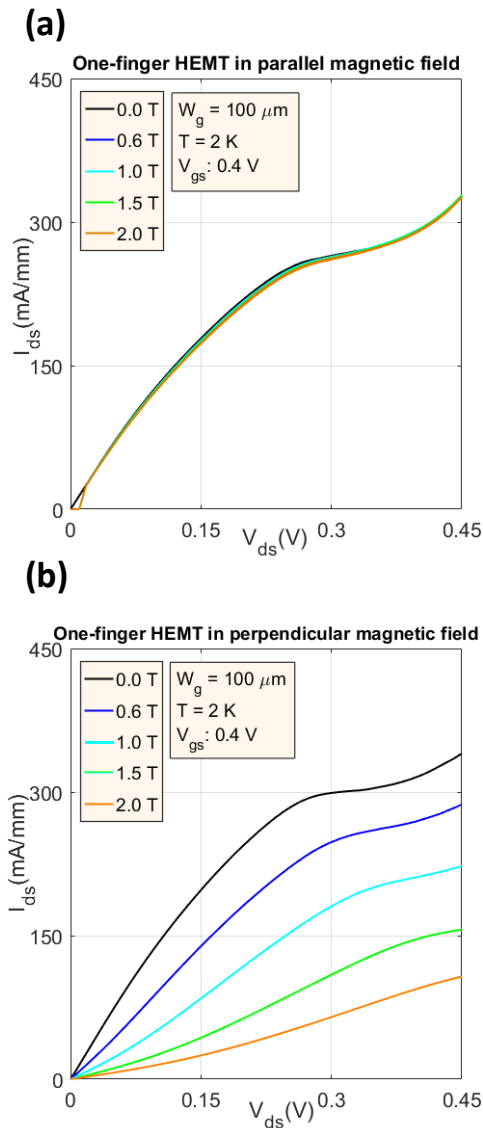 (a)
One-finger HEMT in parallel magnetic field
450
300
150
0
I_ds(mA/mm)
0.0 T
0.6 T
1.0 T
1.5 T
2.0 T
W_g = 100 μm
T = 2 K
V_gs: 0.4 V
0 0.15 0.3 0.45
V_ds(V)
(b)
One-finger HEMT in perpendicular magnetic field
450
300
150
0
I_ds(mA/mm)
0.0 T
0.6 T
1.0 T
1.5 T
2.0 T
W_g = 100 μm
T = 2 K
V_gs: 0.4 V
0 0.15 0.3 0.45
V_ds(V)